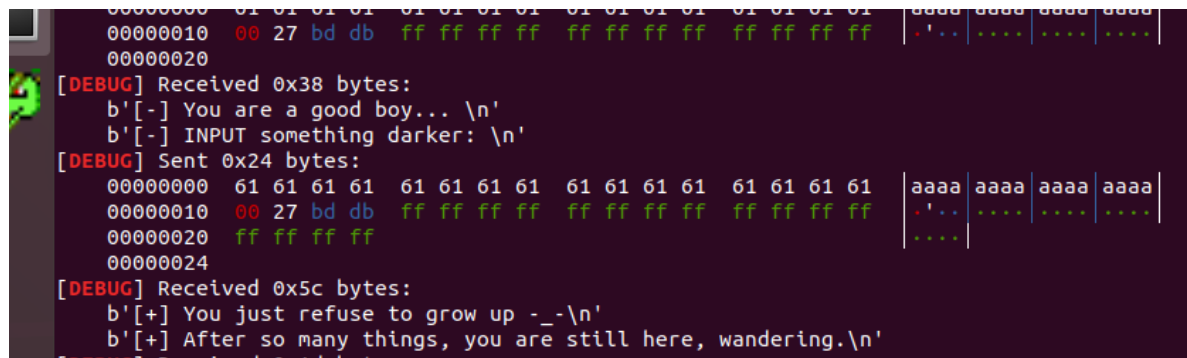 00000010  00 27 bd db  ff ff ff ff  ff ff ff ff  ff ff ff ff  |·'··|····|····|····|
00000020
[DEBUG] Received 0x38 bytes:
b'[-] You are a good boy... \n'
b'[-] INPUT something darker: \n'
[DEBUG] Sent 0x24 bytes:
00000000  61 61 61 61  61 61 61 61  61 61 61 61  61 61 61 61  |aaaa|aaaa|aaaa|aaaa|
00000010  00 27 bd db  ff ff ff ff  ff ff ff ff  ff ff ff ff  |·'··|····|····|····|
00000020  ff ff ff ff  |····|
00000024
[DEBUG] Received 0x5c bytes:
b'[+] You just refuse to grow up -_-\n'
b'[+] After so many things, you are still here, wandering.\n'